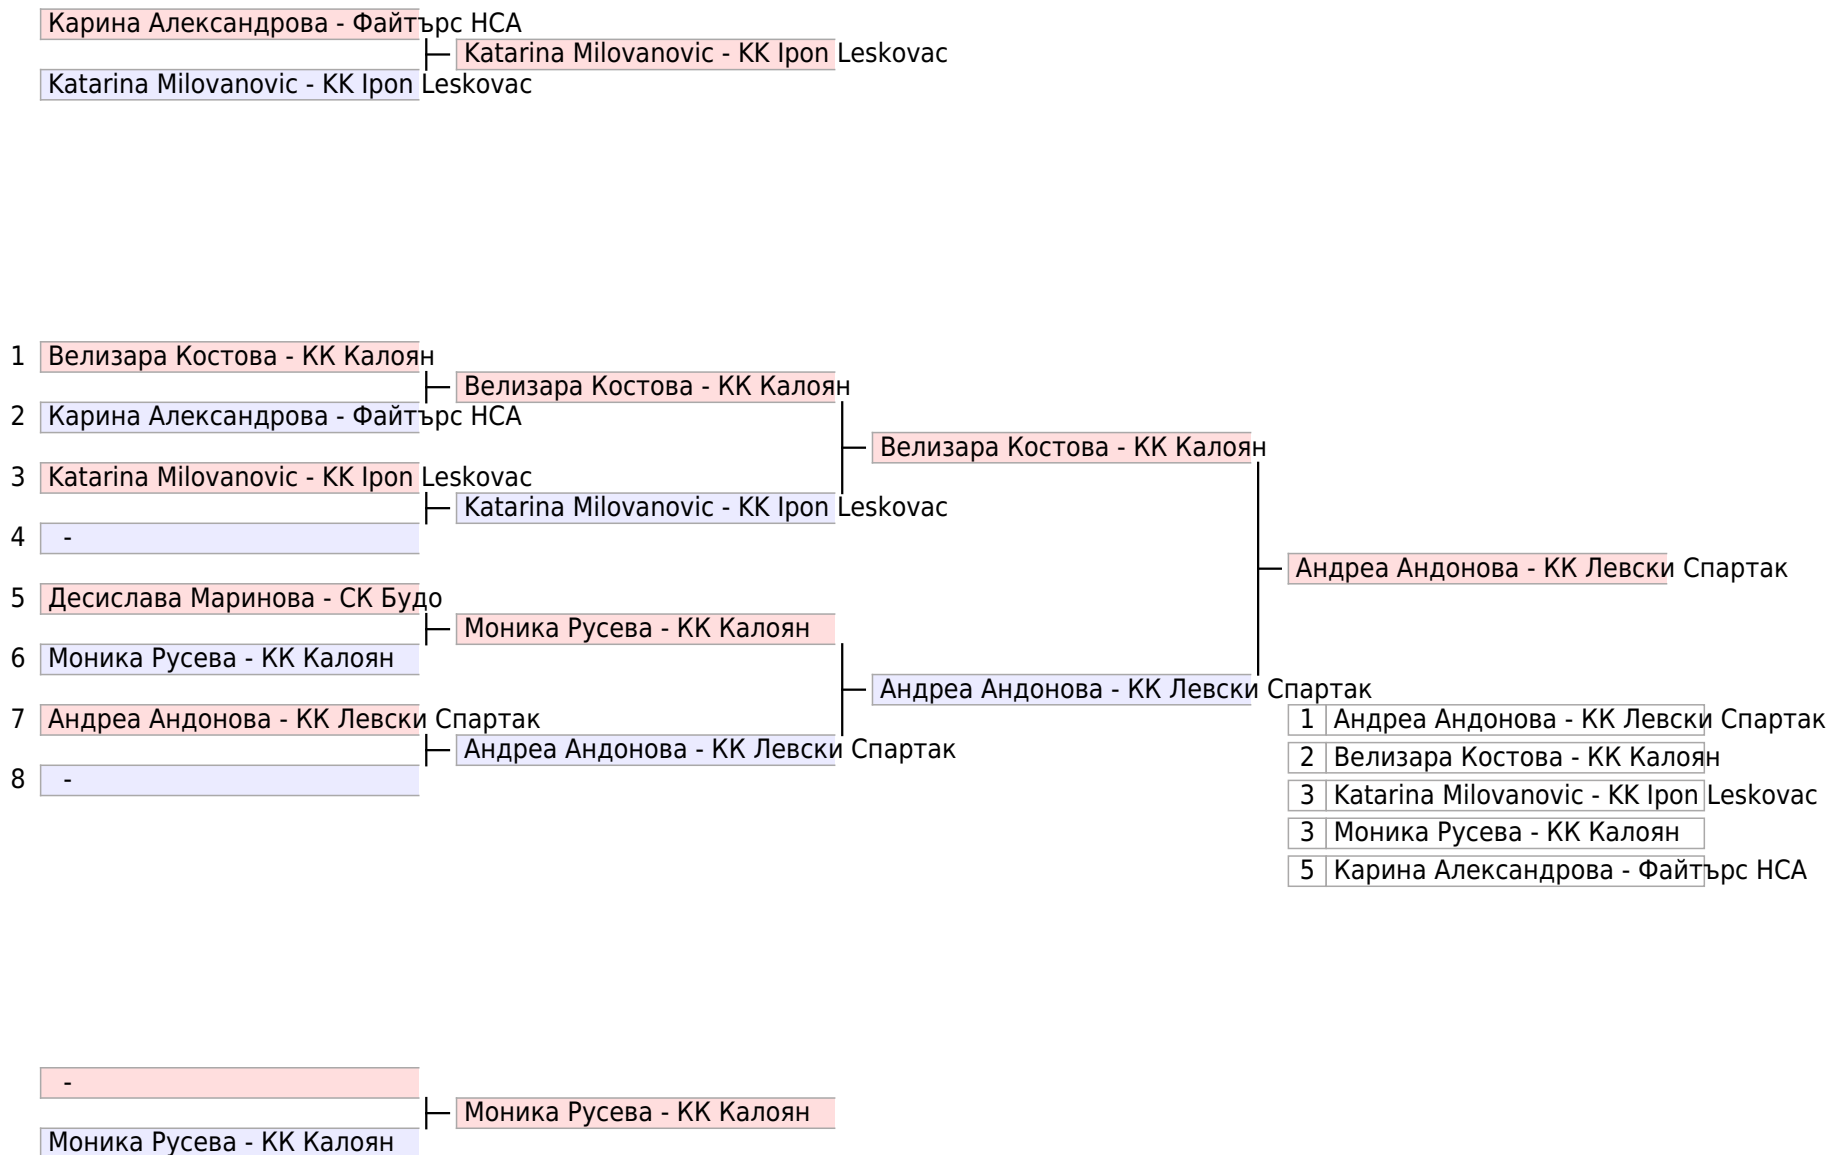 Карина Александрова - Файтърс НСА
Katarina Milovanovic - KK Ipon Leskovac
Katarina Milovanovic - KK Ipon Leskovac
1 Велизара Костова - КК Калоян
Велизара Костова - КК Калоян
2 Карина Александрова - Файтърс НСА
Велизара Костова - КК Калоян
3 Katarina Milovanovic - KK Ipon Leskovac
Katarina Milovanovic - KK Ipon Leskovac
4 -
Андреа Андонова - КК Левски Спартак
5 Десислава Маринова - СК Будо
Моника Русева - КК Калоян
6 Моника Русева - КК Калоян
Андреа Андонова - КК Левски Спартак
7 Андреа Андонова - КК Левски Спартак
Андреа Андонова - КК Левски Спартак
8 -
1 Андреа Андонова - КК Левски Спартак
2 Велизара Костова - КК Калоян
3 Katarina Milovanovic - KK Ipon Leskovac
3 Моника Русева - КК Калоян
5 Карина Александрова - Файтърс НСА
-
Моника Русева - КК Калоян
Моника Русева - КК Калоян